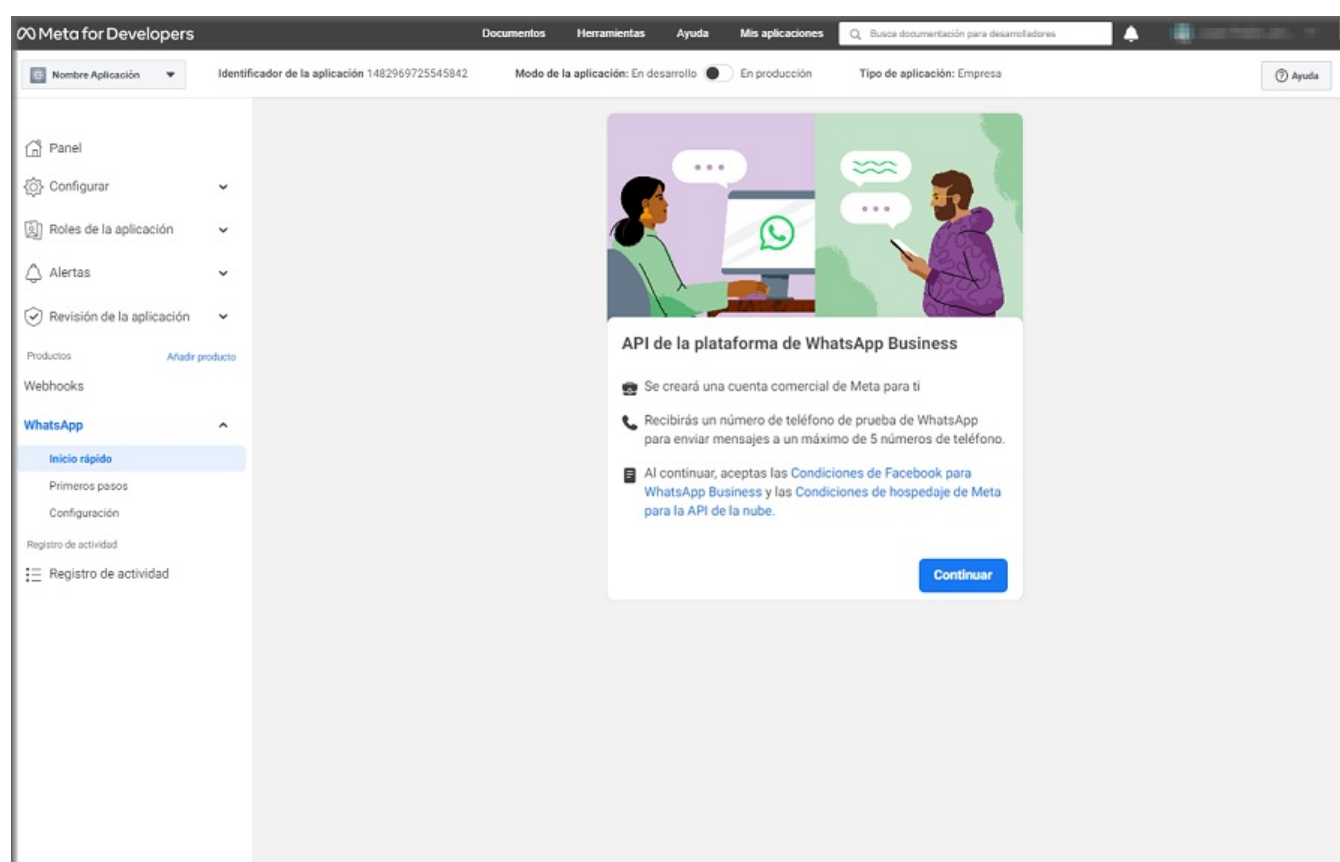 Meta for Developers
Documentos
Herramientas
Ayuda
Mis aplicaciones
Busca documentación para desarrolladores
Nombre Aplicación
Identificador de la aplicación 1482969725545842
Modo de la aplicación: En desarrollo
En producción
Tipo de aplicación: Empresa
Ayuda
Panel
Configurar
Roles de la aplicación
Alertas
Revisión de la aplicación
Productos
Añadir producto
Webhooks
WhatsApp
Inicio rápido
Primeros pasos
Configuración
Registro de actividad
Registro de actividad
API de la plataforma de WhatsApp Business
Se creará una cuenta comercial de Meta para ti
Recibirás un número de teléfono de prueba de WhatsApp
para enviar mensajes a un máximo de 5 números de teléfono.
Al continuar, aceptas las Condiciones de Facebook para
WhatsApp Business y las Condiciones de hospedaje de Meta
para la API de la nube.
Continuar